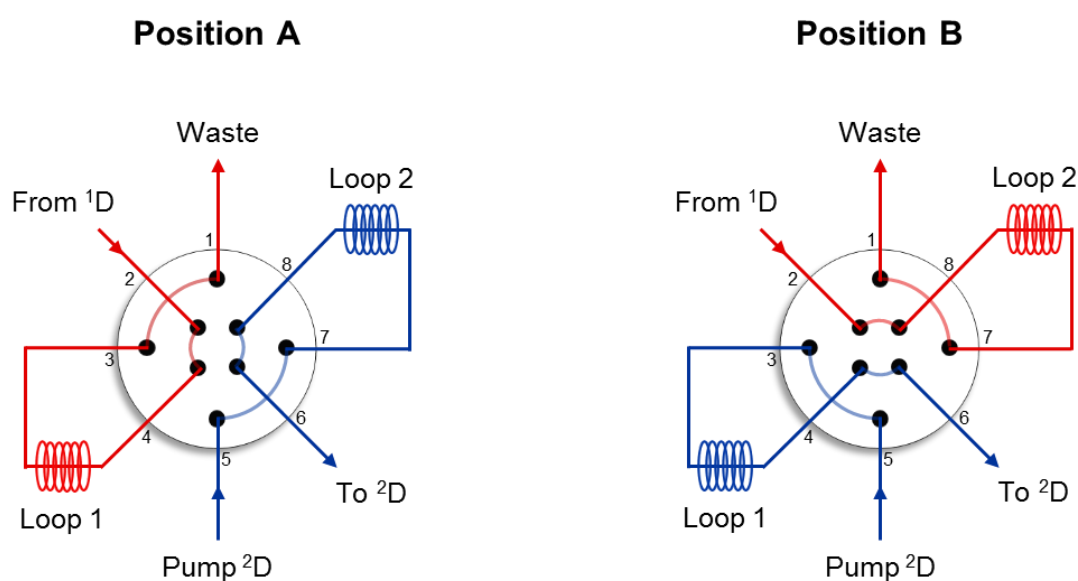 Position A
Waste
Loop 2
From ¹D
1
8
2
7
3
6
4
5
Loop 1
To ²D
Pump ²D
Position B
Waste
Loop 2
From ¹D
1
8
2
7
3
6
4
5
Loop 1
To ²D
Pump ²D